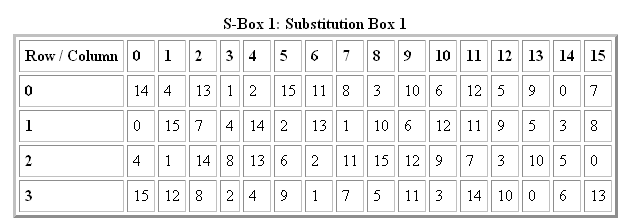 S-Box 1: Substitution Box 1
Row / Column 0 1 2 3 4 5 6 7 8 9 10 11 12 13 14 15
0 14 4 13 1 2 15 11 8 3 10 6 12 5 9 0 7
1 0 15 7 4 14 2 13 1 10 6 12 11 9 5 3 8
2 4 1 14 8 13 6 2 11 15 12 9 7 3 10 5 0
3 15 12 8 2 4 9 1 7 5 11 3 14 10 0 6 13